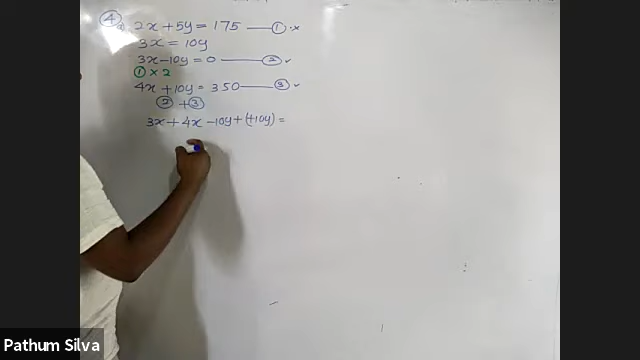 ④ 2x + 5y = 175 —— ① ×
3x = 10y
3x - 10y = 0 —— ② ✓
① × 2
4x + 10y = 350 —— ③ ✓
② + ③
3x + 4x - 10y + (+10y) =
Pathum Silva